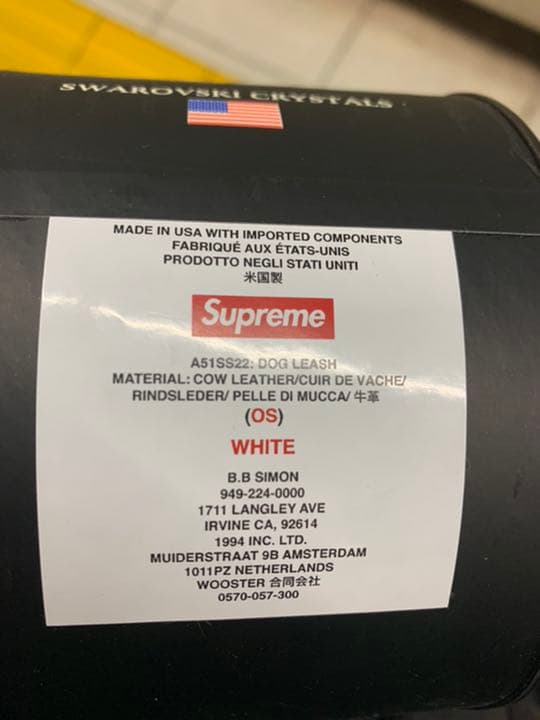 SWAROVSKI CRYSTALS
MADE IN USA WITH IMPORTED COMPONENTS
FABRIQUÉ AUX ÉTATS-UNIS
PRODOTTO NEGLI STATI UNITI
米国製
Supreme
A51SS22: DOG LEASH
MATERIAL: COW LEATHER/CUIR DE VACHE/
RINDSLEDER/ PELLE DI MUCCA/ 牛革
(OS)
WHITE
B.B SIMON
949-224-0000
1711 LANGLEY AVE
IRVINE CA, 92614
1994 INC. LTD.
MUIDERSTRAAT 9B AMSTERDAM
1011PZ NETHERLANDS
WOOSTER 合同会社
0570-057-300